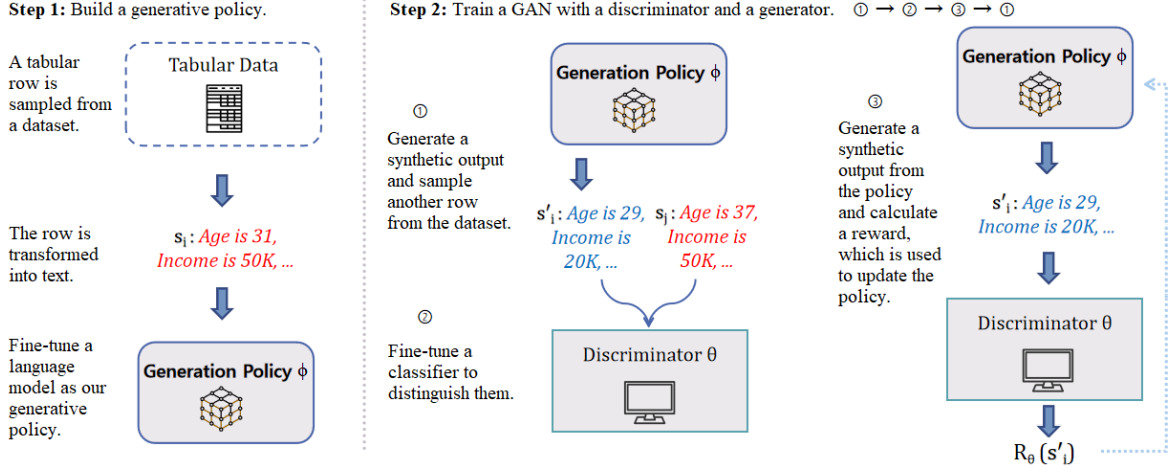 Step 1: Build a generative policy.
A tabular
row is
sampled from
a dataset.
Tabular Data
The row is
transformed
into text.
sᵢ: Age is 31,
Income is 50K, ...
Fine-tune a
language
model as our
generative
policy.
Generation Policy ϕ
Step 2: Train a GAN with a discriminator and a generator. ① → ② → ③ → ①
Generation Policy ϕ
①
Generate a
synthetic output
and sample
another row
from the dataset.
s'ᵢ: Age is 29,
Income is
20K, ...
sⱼ: Age is 37,
Income is
50K, ...
②
Fine-tune a
classifier to
distinguish them.
Discriminator θ
Generation Policy ϕ
③
Generate a
synthetic
output from
the policy
and calculate
a reward,
which is used
to update the
policy.
s'ᵢ: Age is 29,
Income is 20K, ...
Discriminator θ
R_θ(s'ᵢ)